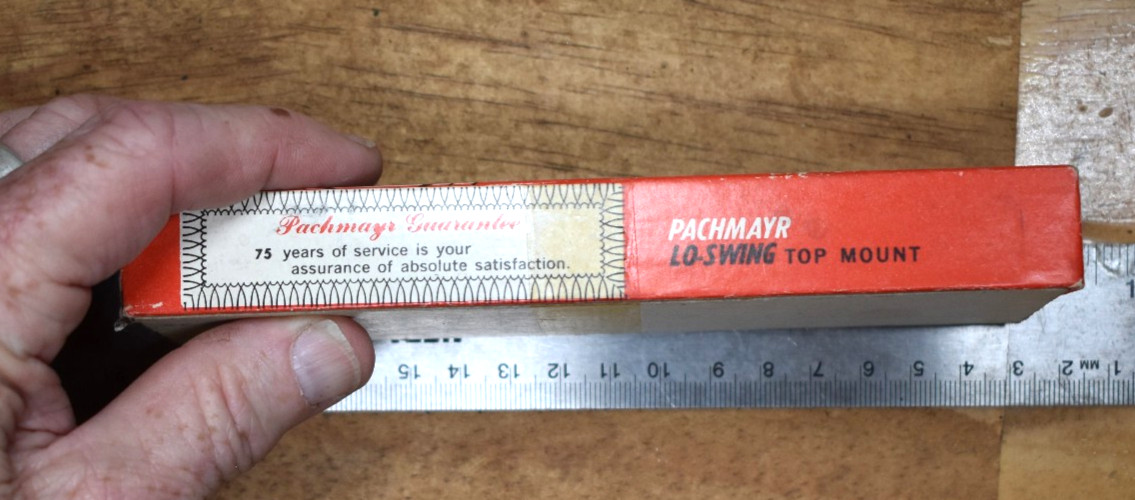 Pachmayr Guarantee
75 years of service is your
assurance of absolute satisfaction.
PACHMAYR
LO-SWING TOP MOUNT
15 14 13 12 11 10 9 8 7 6 5 4 3 2 MM 1
1